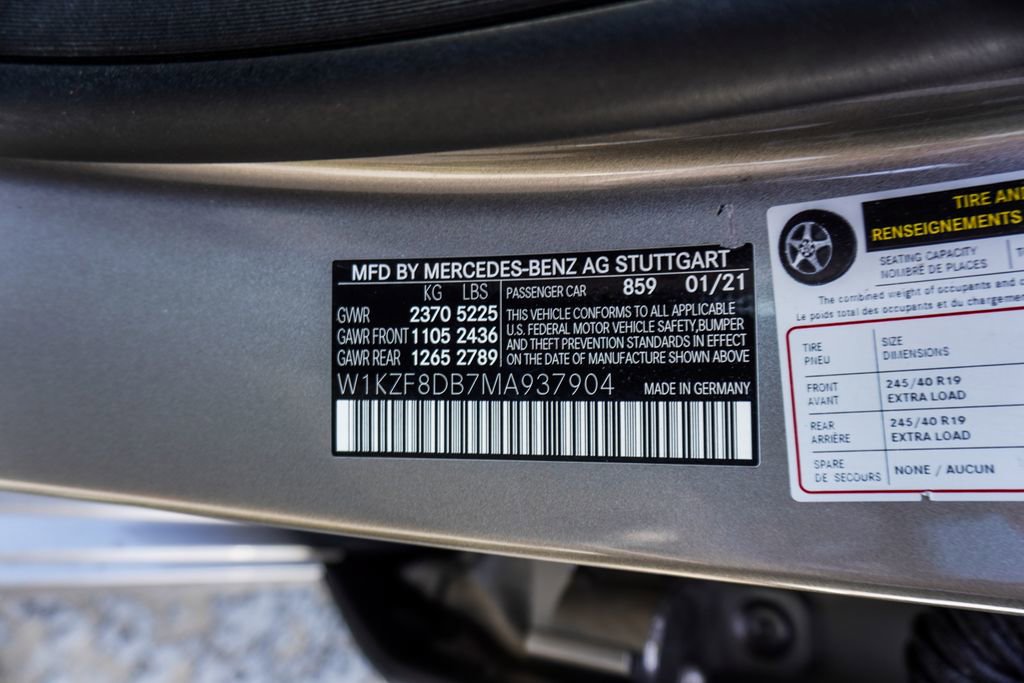 MFD BY MERCEDES-BENZ AG STUTTGART
KG LBS
GVWR 2370 5225
GAWR FRONT 1105 2436
GAWR REAR 1265 2789
PASSENGER CAR 859 01/21
THIS VEHICLE CONFORMS TO ALL APPLICABLE
U.S. FEDERAL MOTOR VEHICLE SAFETY,BUMPER
AND THEFT PREVENTION STANDARDS IN EFFECT
ON THE DATE OF MANUFACTURE SHOWN ABOVE
W1KZF8DB7MA937904 MADE IN GERMANY
TIRE AND
RENSEIGNEMENTS
SEATING CAPACITY
NOMBRE DE PLACES
The combined weight of occupants and
Le poids total des occupants et du chargement
TIRE SIZE
PNEU DIMENSIONS
FRONT 245/40 R19
AVANT EXTRA LOAD
REAR 245/40 R19
ARRIÈRE EXTRA LOAD
SPARE
DE SECOURS NONE / AUCUN